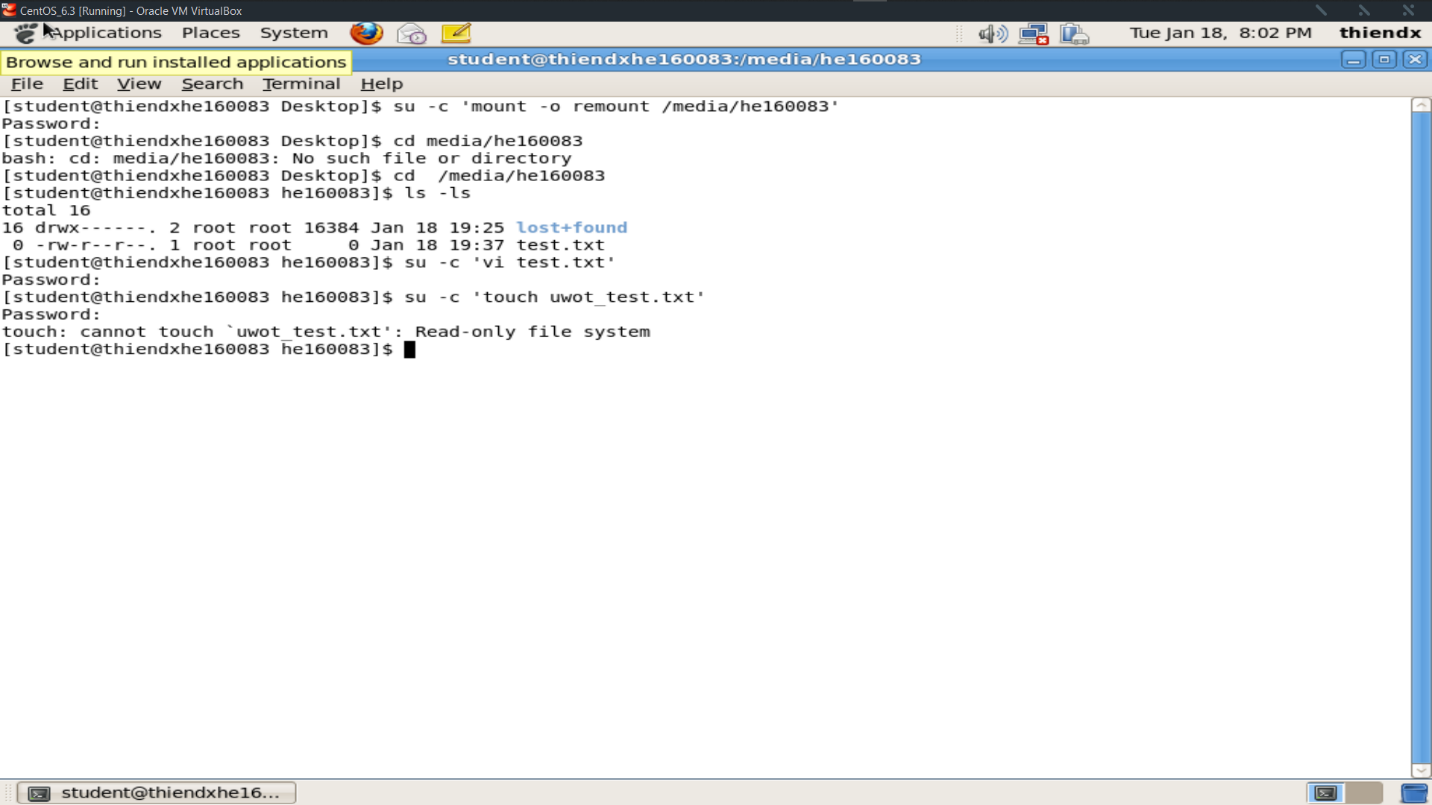 CentOS_6.3 [Running] - Oracle VM VirtualBox
Applications Places System Tue Jan 18, 8:02 PM thiendx
Browse and run installed applications
student@thiendxhe160083:/media/he160083
File Edit View Search Terminal Help
[student@thiendxhe160083 Desktop]$ su -c 'mount -o remount /media/he160083'
Password:
[student@thiendxhe160083 Desktop]$ cd media/he160083
bash: cd: media/he160083: No such file or directory
[student@thiendxhe160083 Desktop]$ cd  /media/he160083
[student@thiendxhe160083 he160083]$ ls -ls
total 16
16 drwx------. 2 root root 16384 Jan 18 19:25 lost+found
 0 -rw-r--r--. 1 root root     0 Jan 18 19:37 test.txt
[student@thiendxhe160083 he160083]$ su -c 'vi test.txt'
Password:
[student@thiendxhe160083 he160083]$ su -c 'touch uwot_test.txt'
Password:
touch: cannot touch `uwot_test.txt': Read-only file system
[student@thiendxhe160083 he160083]$
student@thiendxhe16...